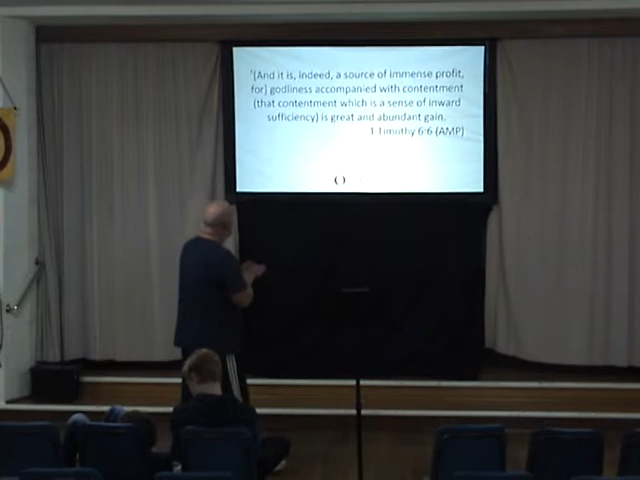 '[And it is, indeed, a source of immense profit,
for] godliness accompanied with contentment
(that contentment which is a sense of inward
sufficiency) is great and abundant gain.
1 Timothy 6:6 (AMP)
( )